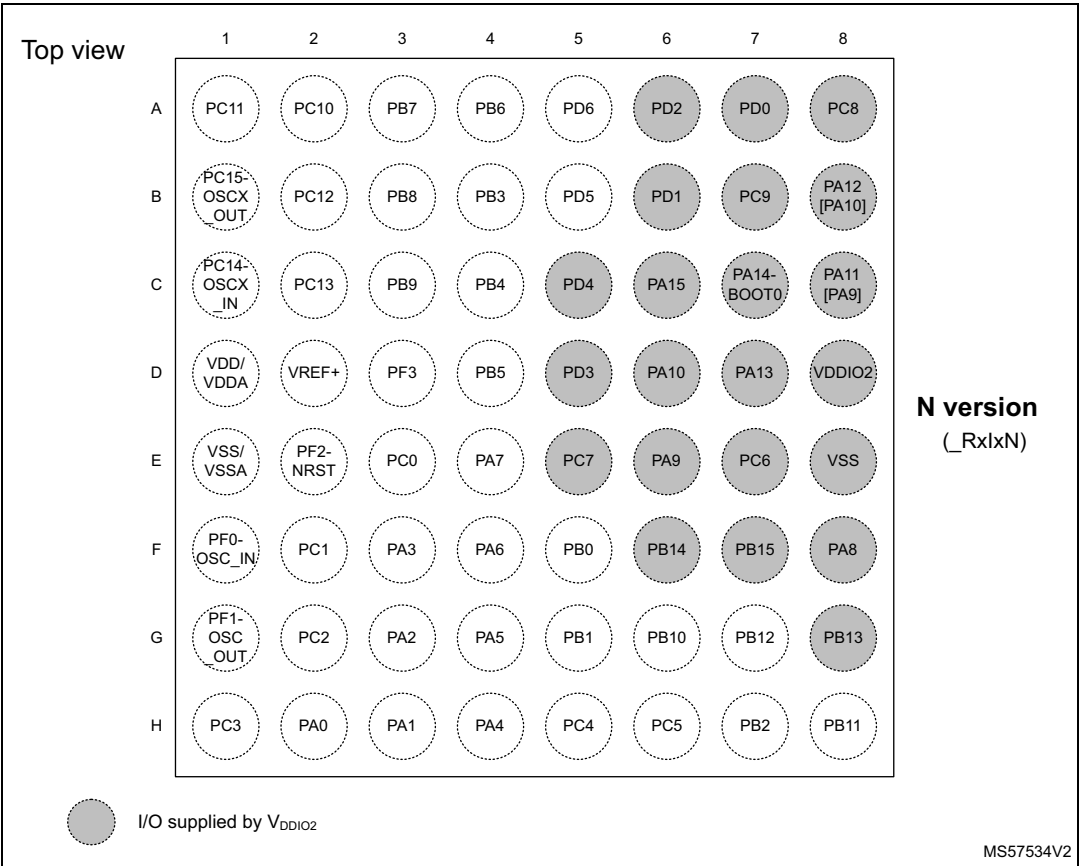 Top view
1 2 3 4 5 6 7 8
A PC11 PC10 PB7 PB6 PD6 PD2 PD0 PC8
B PC15-
OSCX
_OUT PC12 PB8 PB3 PD5 PD1 PC9 PA12
[PA10]
C PC14-
OSCX
_IN PC13 PB9 PB4 PD4 PA15 PA14-
BOOT0 PA11
[PA9]
D VDD/
VDDA VREF+ PF3 PB5 PD3 PA10 PA13 VDDIO2
E VSS/
VSSA PF2-
NRST PC0 PA7 PC7 PA9 PC6 VSS
F PF0-
OSC_IN PC1 PA3 PA6 PB0 PB14 PB15 PA8
G PF1-
OSC
_OUT PC2 PA2 PA5 PB1 PB10 PB12 PB13
H PC3 PA0 PA1 PA4 PC4 PC5 PB2 PB11
N version
(_RxIxN)
I/O supplied by VDDIO2
MS57534V2